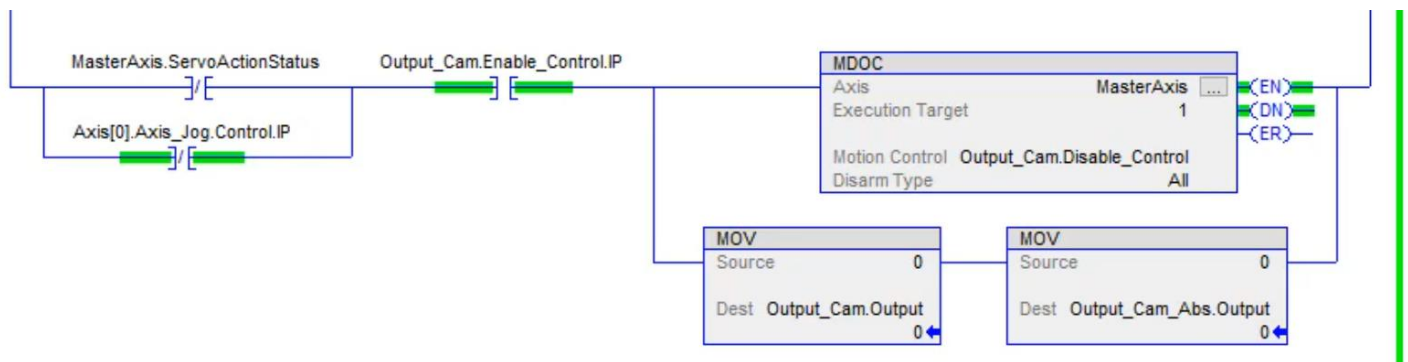 MasterAxis.ServoActionStatus
Output_Cam.Enable_Control.IP
Axis[0].Axis_Jog.Control.IP
MDOC
Axis MasterAxis ...
Execution Target 1
Motion Control Output_Cam.Disable_Control
Disarm Type All
EN
DN
ER
MOV
Source 0
Dest Output_Cam.Output
0
MOV
Source 0
Dest Output_Cam_Abs.Output
0